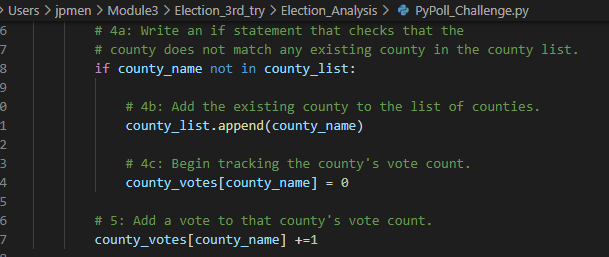 Users > jpmen > Module3 > Election_3rd_try > Election_Analysis > PyPoll_Challenge.py
6 # 4a: Write an if statement that checks that the
7 # county does not match any existing county in the county list.
8 if county_name not in county_list:
9
0 # 4b: Add the existing county to the list of counties.
1 county_list.append(county_name)
2
3 # 4c: Begin tracking the county's vote count.
4 county_votes[county_name] = 0
5
6 # 5: Add a vote to that county's vote count.
7 county_votes[county_name] +=1